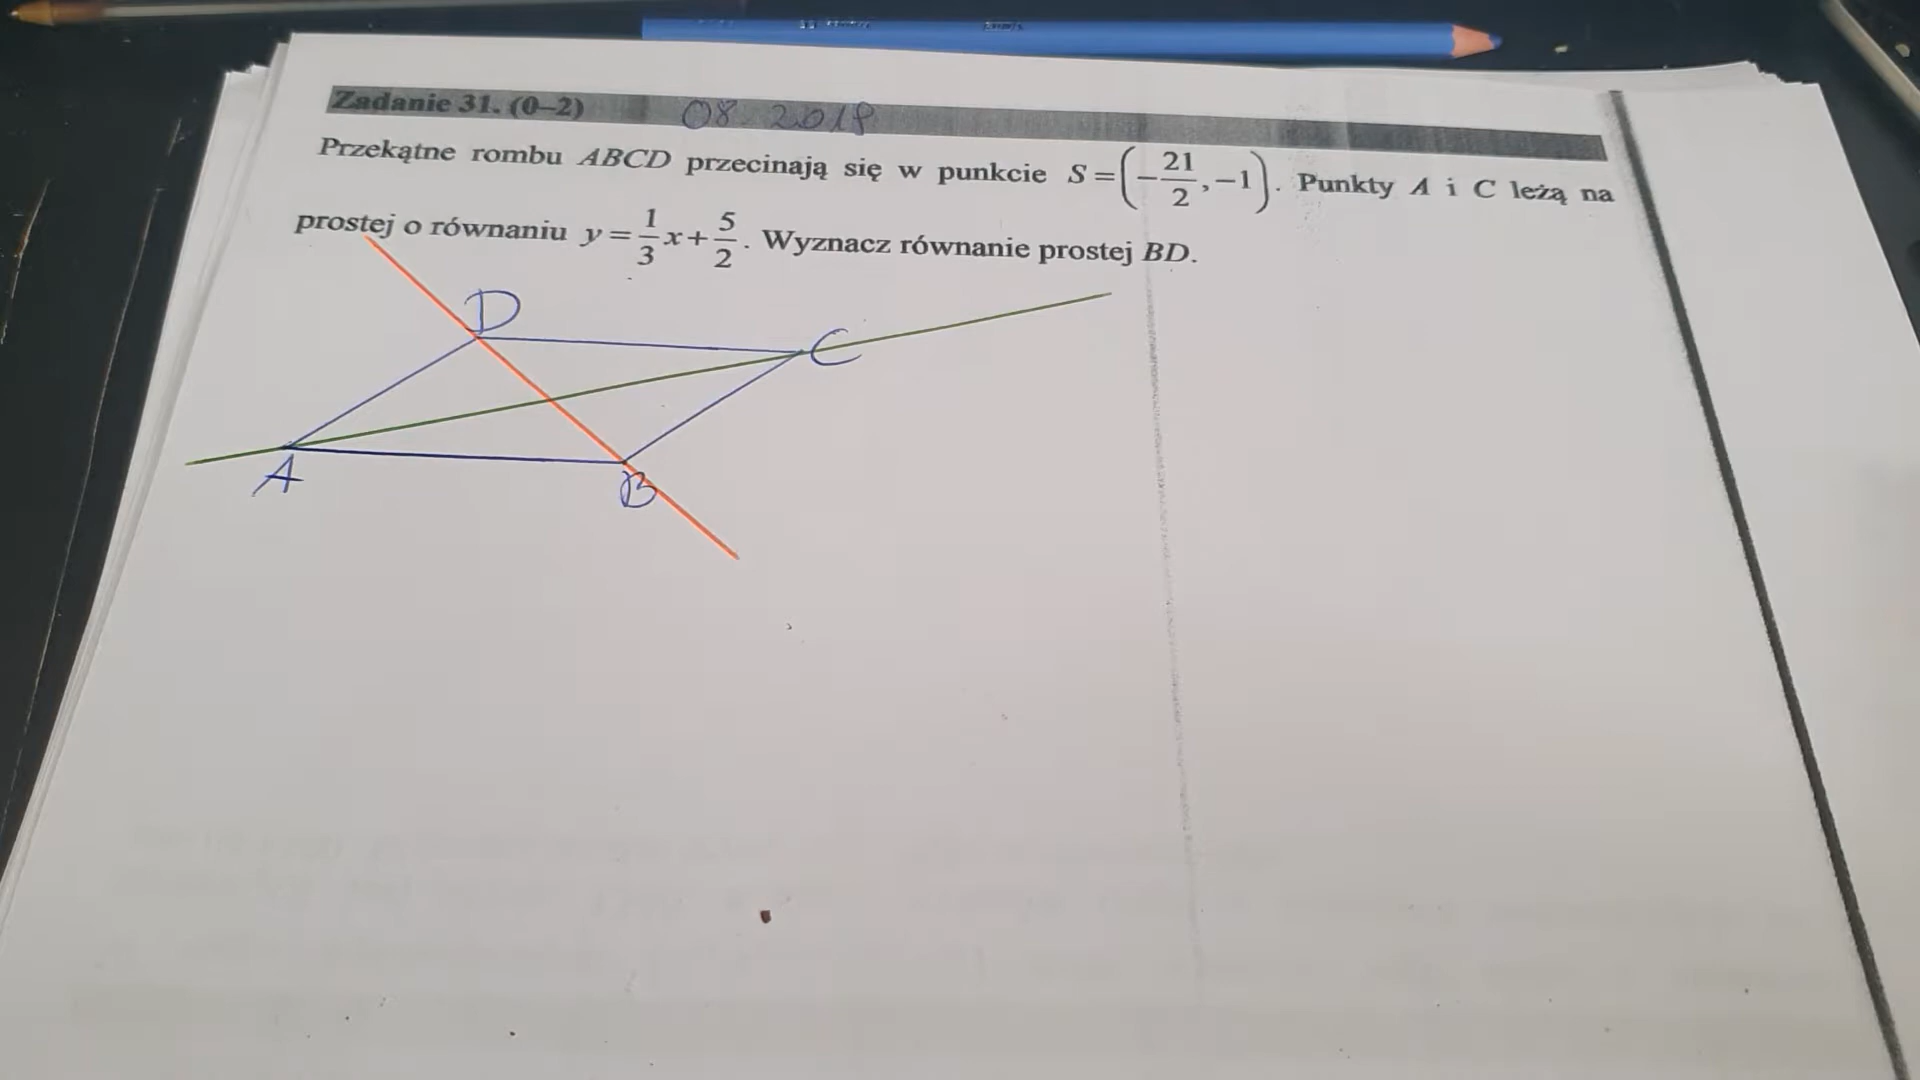 Zadanie 31. (0–2) 08.2019
Przekątne rombu ABCD przecinają się w punkcie S=(-21/2, -1). Punkty A i C leżą na
prostej o równaniu y=1/3x+5/2. Wyznacz równanie prostej BD.
D
C
A
B